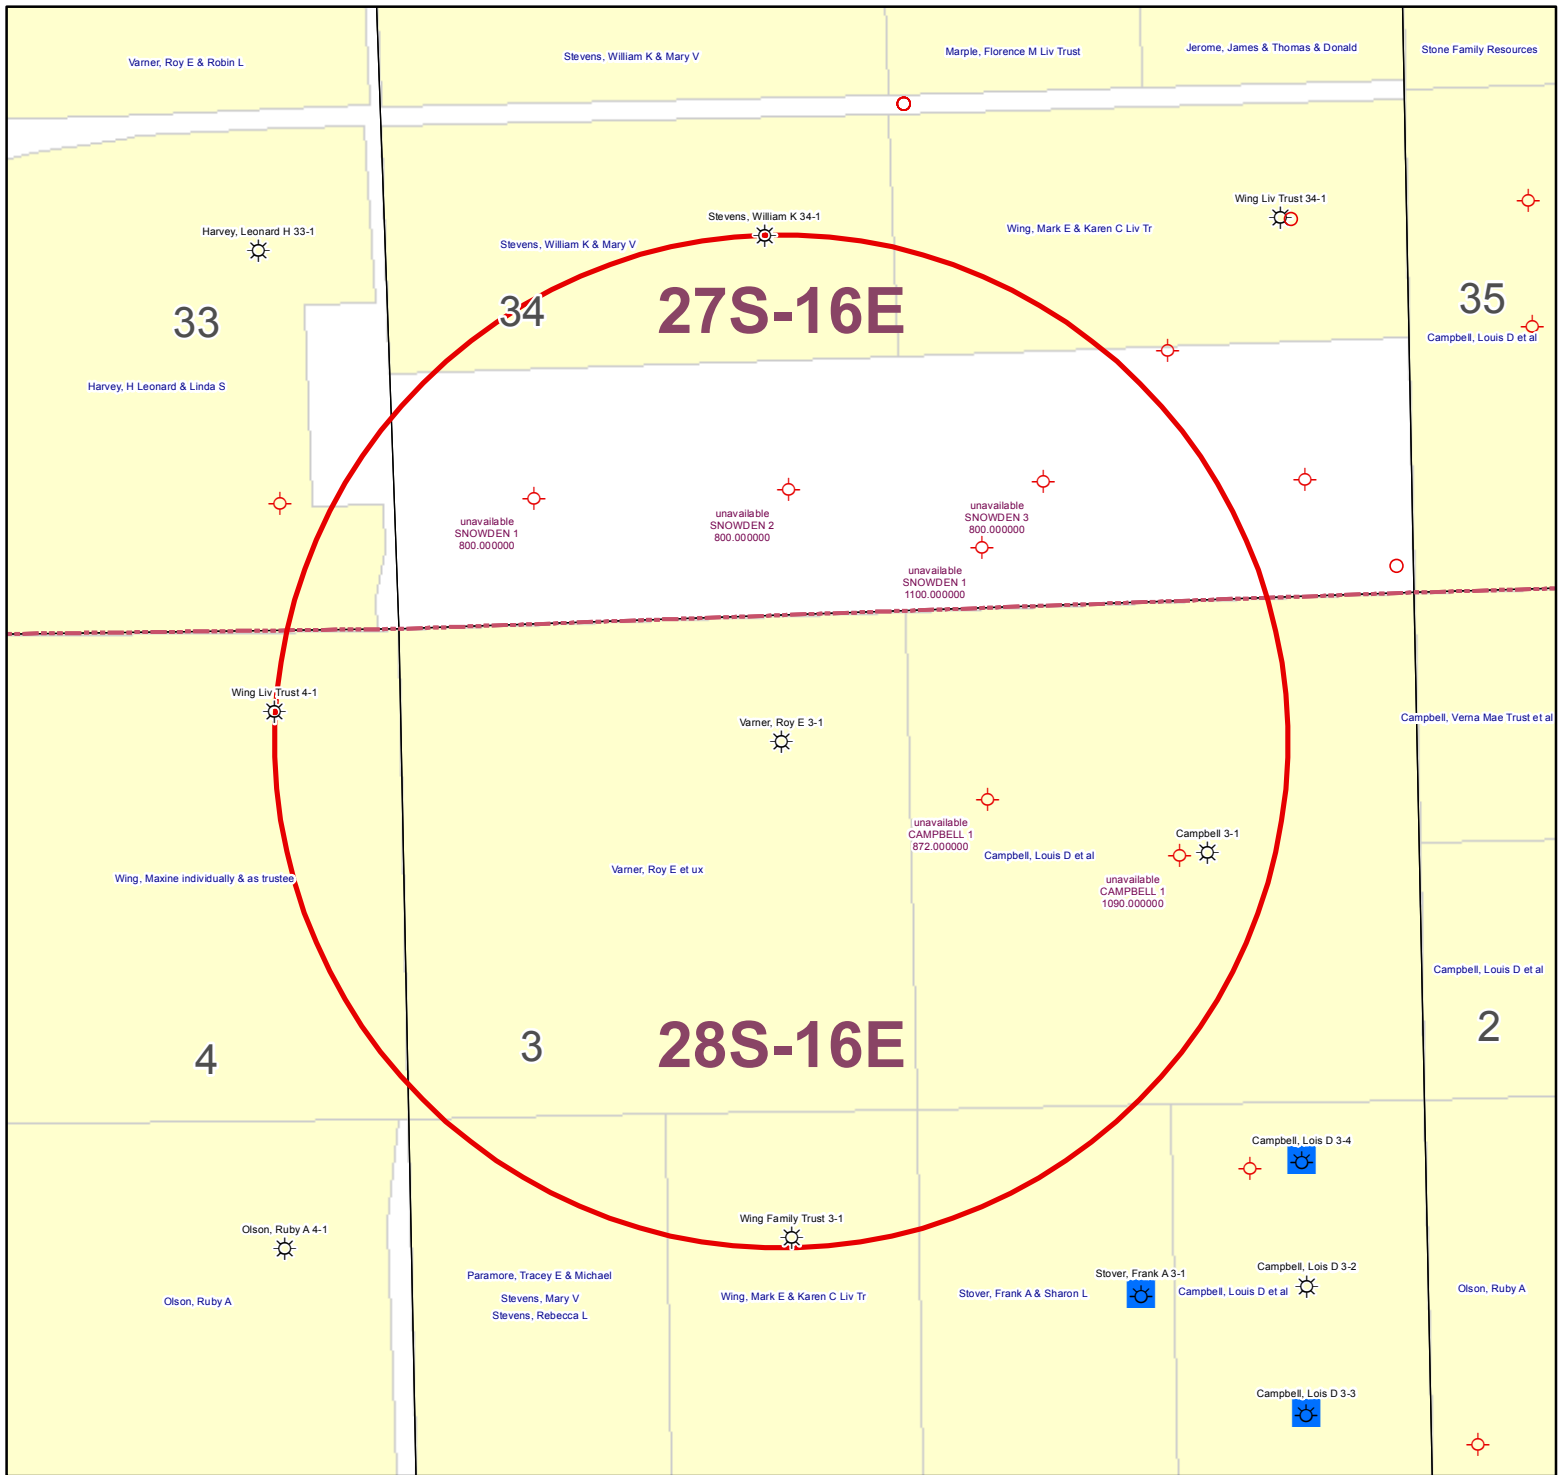 Varner, Roy E & Robin L
Stevens, William K & Mary V
Marple, Florence M Liv Trust
Jerome, James & Thomas & Donald
Stone Family Resources
Harvey, Leonard H 33-1
Stevens, William K 34-1
Stevens, William K & Mary V
Wing Liv Trust 34-1
Wing, Mark E & Karen C Liv Tr
33
34
27S-16E
35
Campbell, Louis D et al
Harvey, H Leonard & Linda S
unavailable
SNOWDEN 1
800.000000
unavailable
SNOWDEN 2
800.000000
unavailable
SNOWDEN 3
800.000000
unavailable
SNOWDEN 1
1100.000000
Wing Liv Trust 4-1
Varner, Roy E 3-1
Campbell, Verna Mae Trust et al
unavailable
CAMPBELL 1
872.000000
Campbell, Louis D et al
Campbell 3-1
unavailable
CAMPBELL 1
1090.000000
Wing, Maxine individually & as trustee
Varner, Roy E et ux
Campbell, Louis D et al
4
3
28S-16E
2
Campbell, Lois D 3-4
Olson, Ruby A 4-1
Wing Family Trust 3-1
Olson, Ruby A
Paramore, Tracey E & Michael
Stevens, Mary V
Stevens, Rebecca L
Wing, Mark E & Karen C Liv Tr
Stover, Frank A & Sharon L
Stover, Frank A 3-1
Campbell, Louis D et al
Campbell, Lois D 3-2
Olson, Ruby A
Campbell, Lois D 3-3